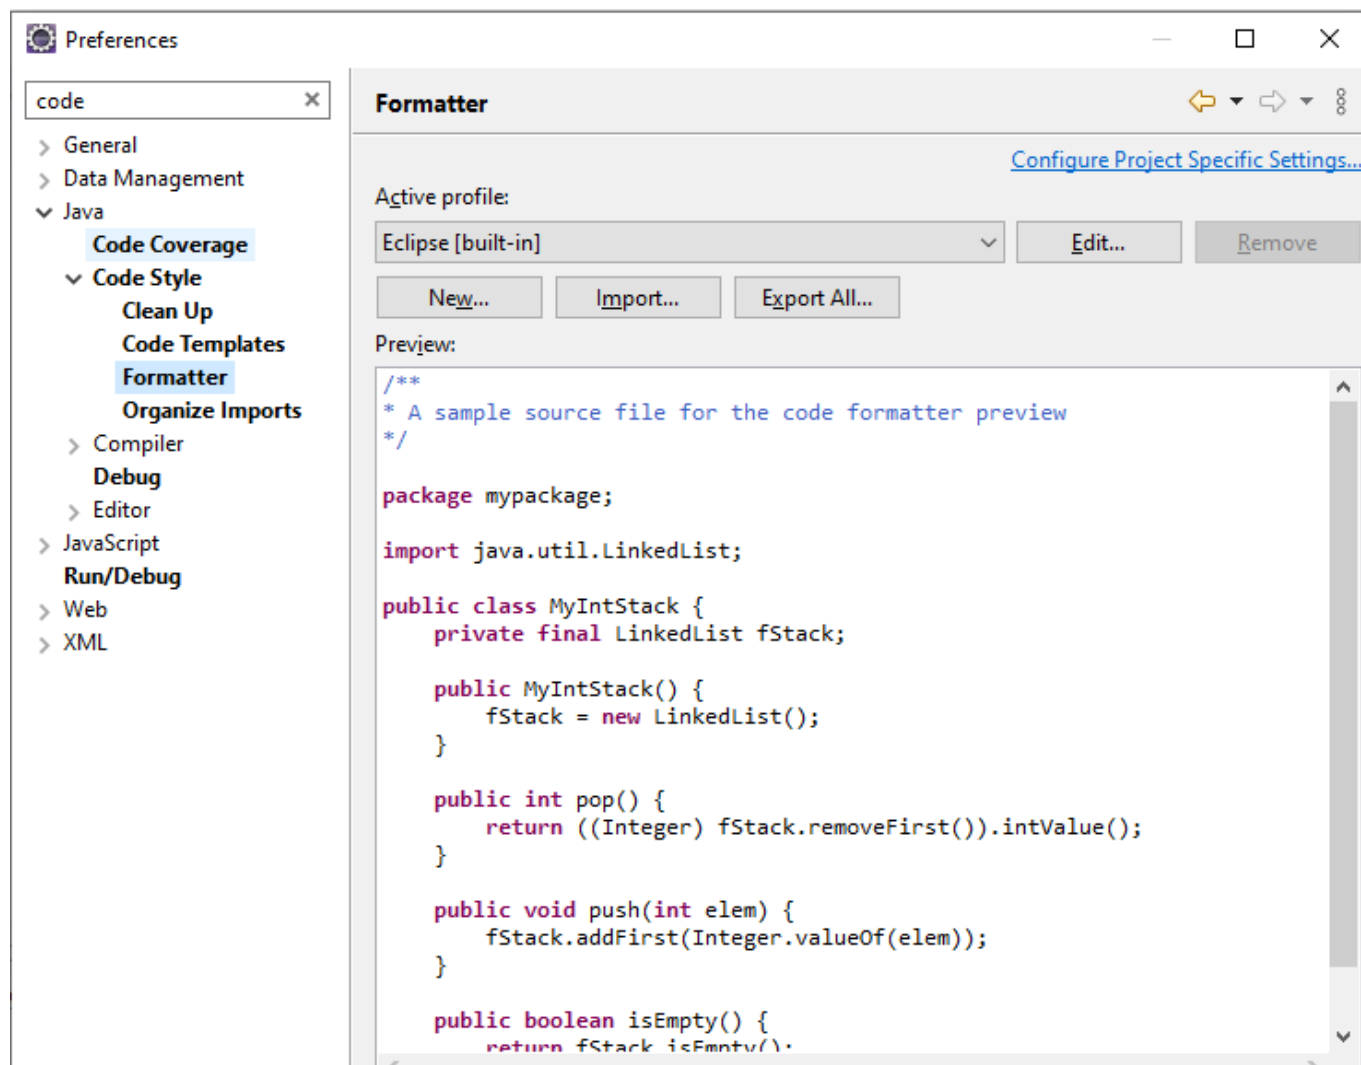 Preferences
code
General
Data Management
Java
Code Coverage
Code Style
Clean Up
Code Templates
Formatter
Organize Imports
Compiler
Debug
Editor
JavaScript
Run/Debug
Web
XML
Formatter
Configure Project Specific Settings...
Active profile:
Eclipse [built-in]
Edit...
Remove
New...
Import...
Export All...
Preview:
/**
* A sample source file for the code formatter preview
*/
package mypackage;
import java.util.LinkedList;
public class MyIntStack {
    private final LinkedList fStack;
    public MyIntStack() {
        fStack = new LinkedList();
    }
    public int pop() {
        return ((Integer) fStack.removeFirst()).intValue();
    }
    public void push(int elem) {
        fStack.addFirst(Integer.valueOf(elem));
    }
    public boolean isEmpty() {
        return fStack.isEmpty();